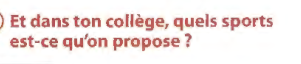 Et dans ton collège, quels sports
est-ce qu'on propose ?